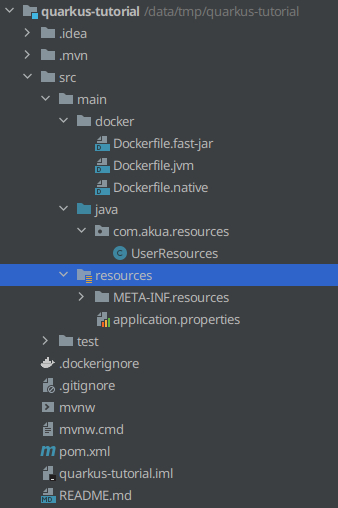 quarkus-tutorial /data/tmp/quarkus-tutorial
.idea
.mvn
src
main
docker
Dockerfile.fast-jar
Dockerfile.jvm
Dockerfile.native
java
com.akua.resources
UserResources
resources
META-INF.resources
application.properties
test
.dockerignore
.gitignore
mvnw
mvnw.cmd
pom.xml
quarkus-tutorial.iml
README.md